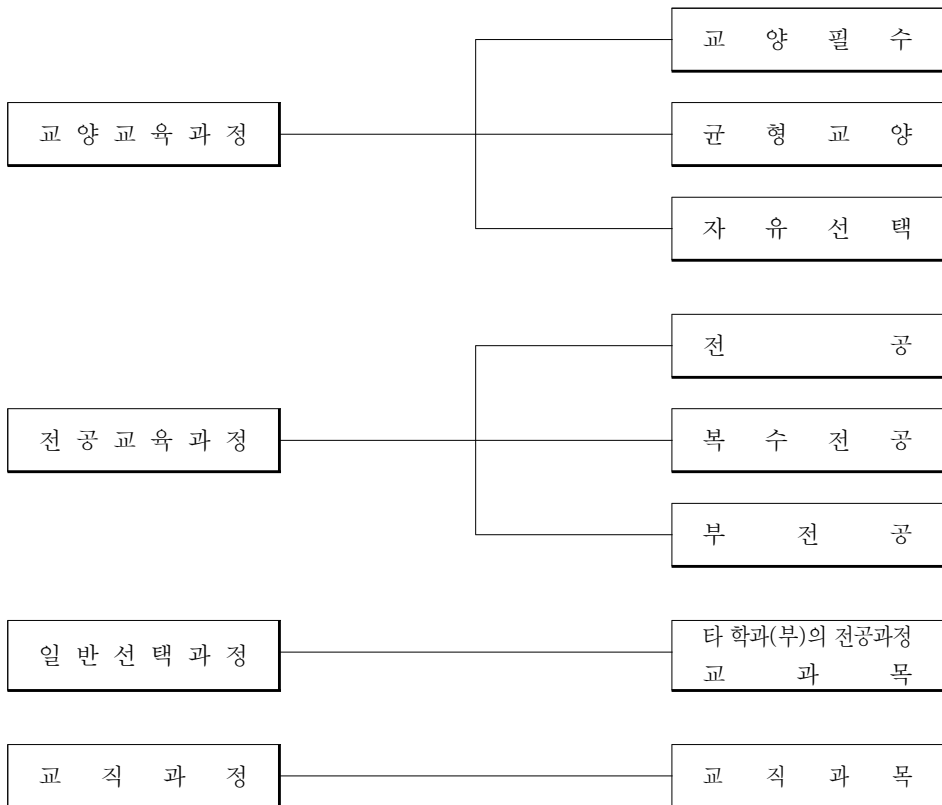 교양필수
교양교육과정
균형교양
자유선택
전공
전공교육과정
복수전공
부전공
일반선택과정
타 학과(부)의 전공과정
교과목
교직과정
교직과목